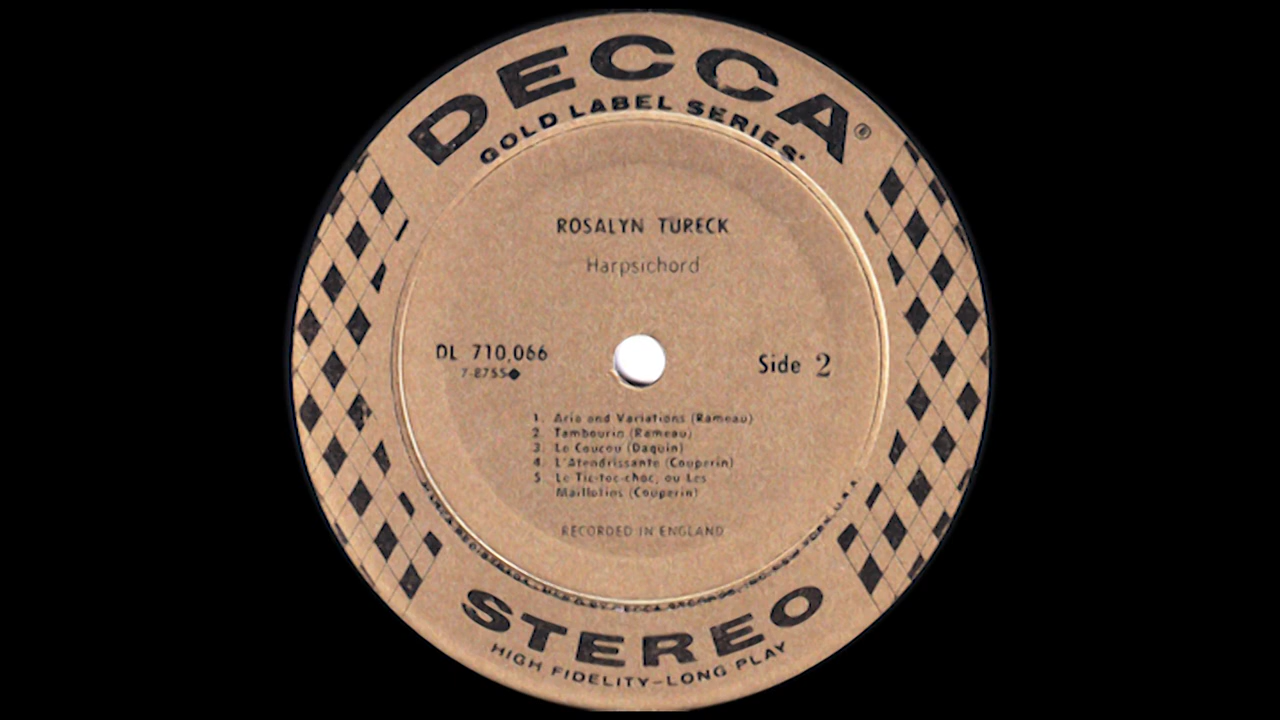 DECCA®
GOLD LABEL SERIES
ROSALYN TURECK
Harpsichord
DL 710,066
7-8755◆
Side 2
1. Aria and Variations (Rameau)
2. Tambourin (Rameau)
3. Le Coucou (Daquin)
4. L'Atendrissante (Couperin)
5. Le Tic-toc-choc, ou Les
Maillotins (Couperin)
RECORDED IN ENGLAND
STEREO
HIGH FIDELITY—LONG PLAY